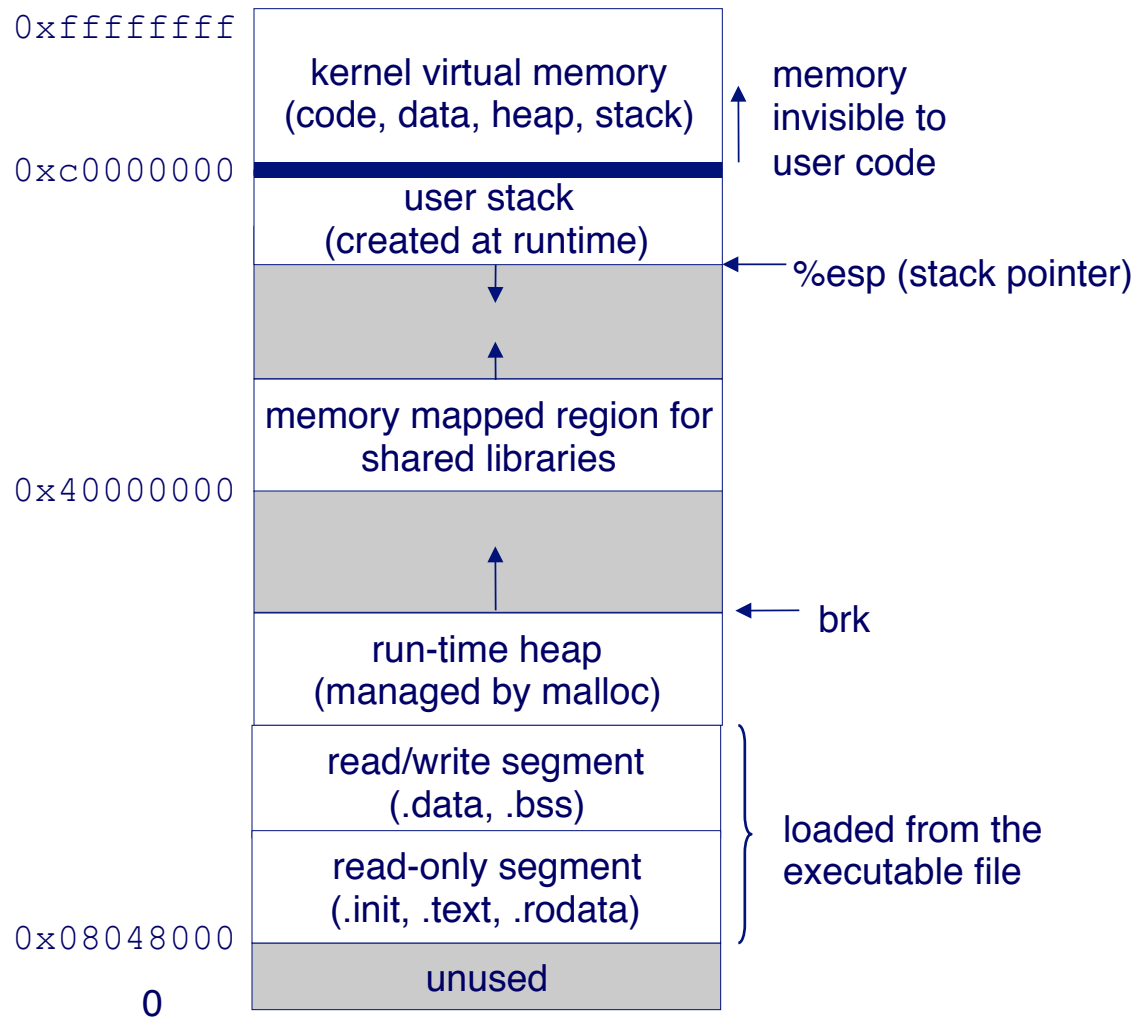 0xffffffff
kernel virtual memory
(code, data, heap, stack)
memory
invisible to
user code
0xc0000000
user stack
(created at runtime)
%esp (stack pointer)
memory mapped region for
shared libraries
0x40000000
brk
run-time heap
(managed by malloc)
read/write segment
(.data, .bss)
loaded from the
executable file
read-only segment
(.init, .text, .rodata)
0x08048000
unused
0